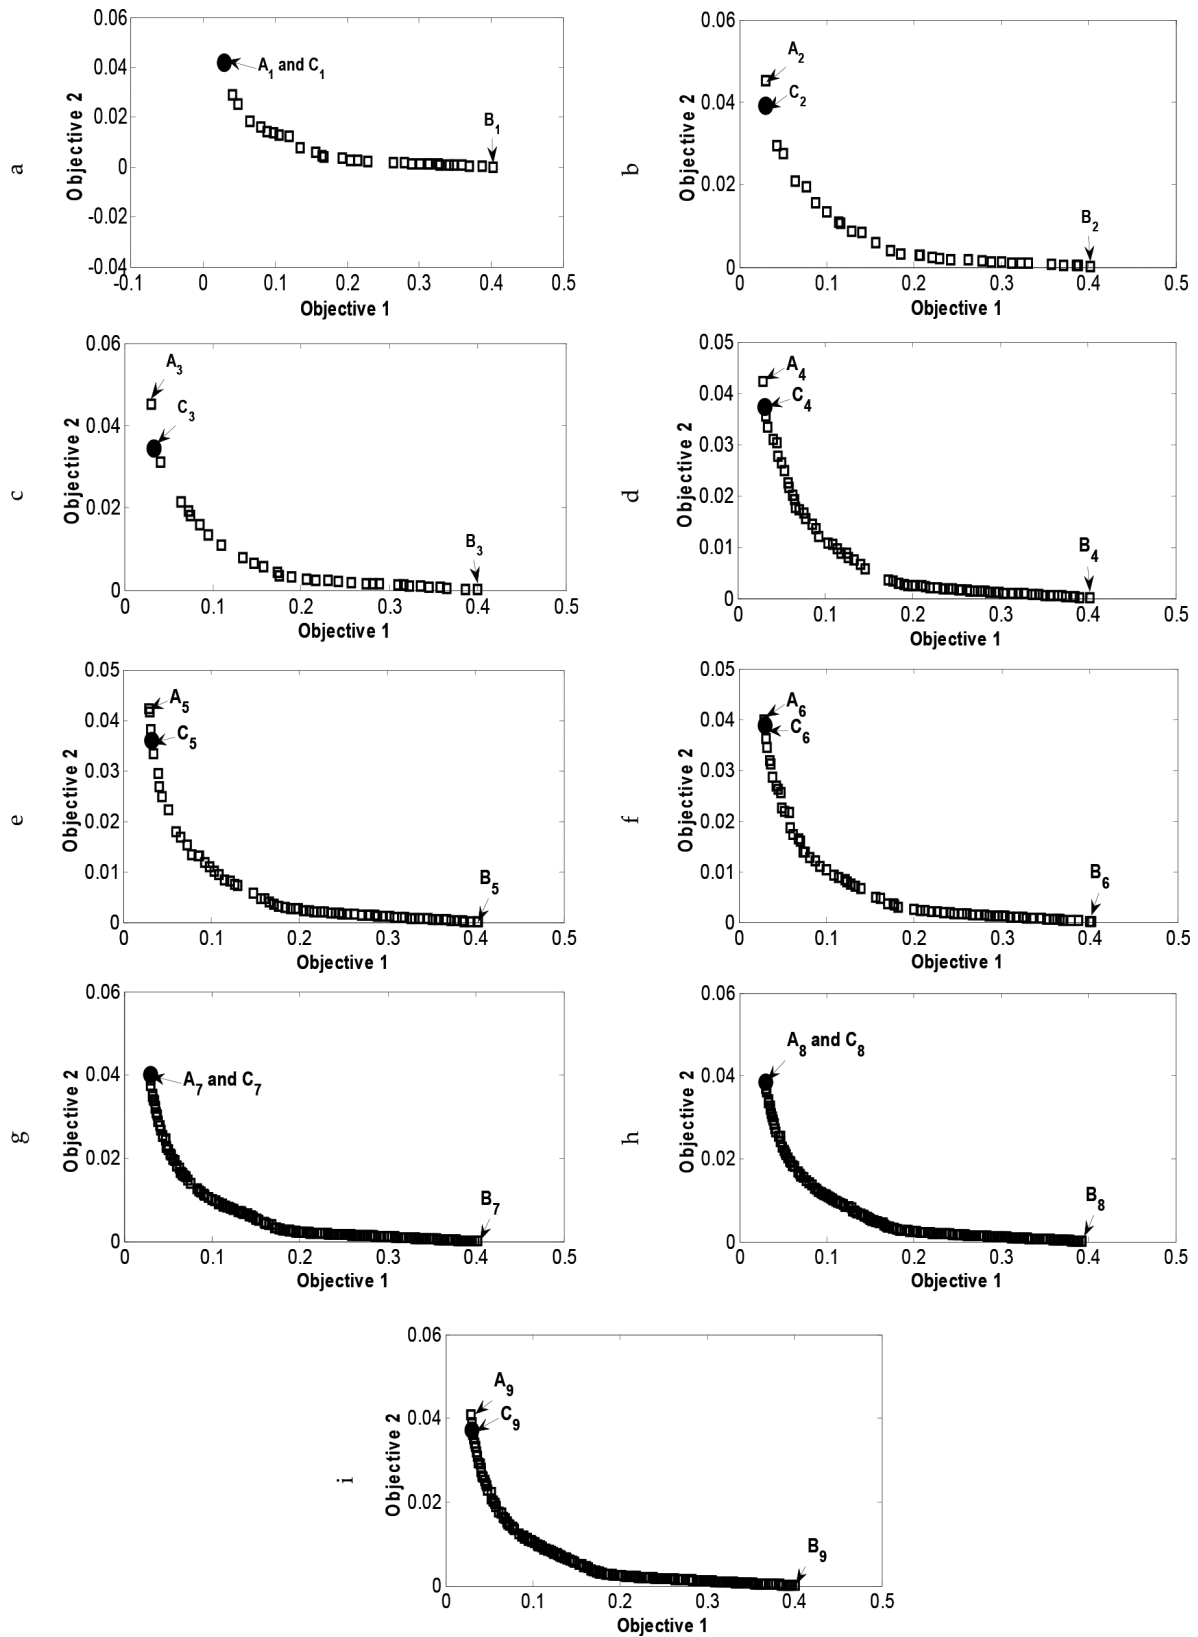 a
Objective 2
0.06
0.04
0.02
0
-0.02
-0.04
A1 and C1
B1
-0.1 0 0.1 0.2 0.3 0.4 0.5
Objective 1
b
Objective 2
0.06
0.04
0.02
0
A2
C2
B2
0 0.1 0.2 0.3 0.4 0.5
Objective 1
c
Objective 2
0.06
0.04
0.02
0
A3
C3
B3
0 0.1 0.2 0.3 0.4 0.5
Objective 1
d
Objective 2
0.05
0.04
0.03
0.02
0.01
0
A4
C4
B4
0 0.1 0.2 0.3 0.4 0.5
Objective 1
e
Objective 2
0.05
0.04
0.03
0.02
0.01
0
A5
C5
B5
0 0.1 0.2 0.3 0.4 0.5
Objective 1
f
Objective 2
0.05
0.04
0.03
0.02
0.01
0
A6
C6
B6
0 0.1 0.2 0.3 0.4 0.5
Objective 1
g
Objective 2
0.06
0.04
0.02
0
A7 and C7
B7
0 0.1 0.2 0.3 0.4 0.5
Objective 1
h
Objective 2
0.06
0.04
0.02
0
A8 and C8
B8
0 0.1 0.2 0.3 0.4 0.5
Objective 1
i
Objective 2
0.06
0.04
0.02
0
A9
C9
B9
0 0.1 0.2 0.3 0.4 0.5
Objective 1